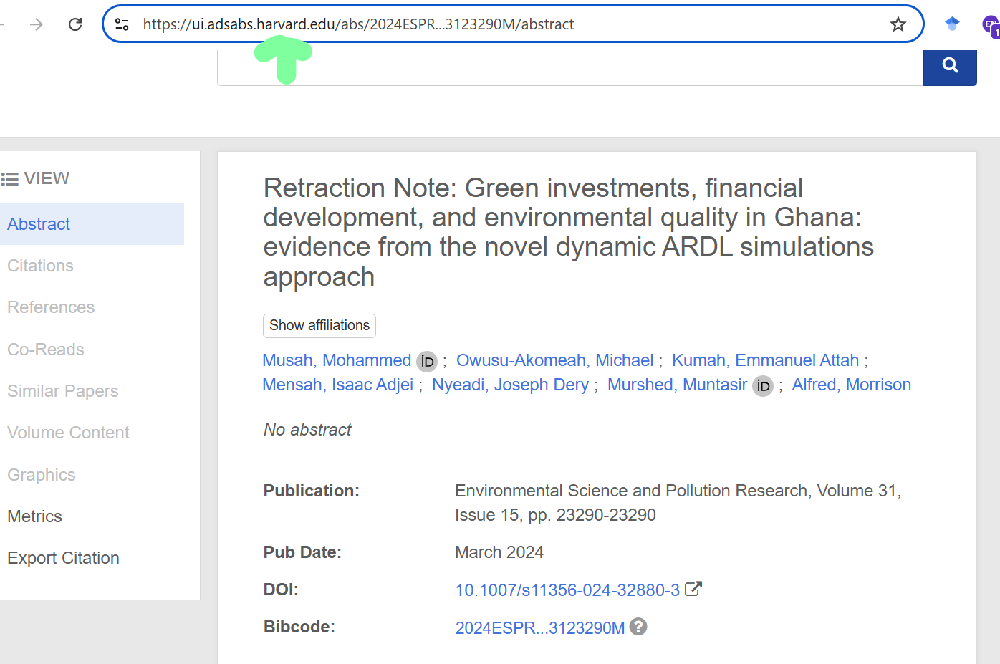 https://ui.adsabs.harvard.edu/abs/2024ESPR...3123290M/abstract
1
VIEW
Abstract
Citations
References
Co-Reads
Similar Papers
Volume Content
Graphics
Metrics
Export Citation
Retraction Note: Green investments, financial
development, and environmental quality in Ghana:
evidence from the novel dynamic ARDL simulations
approach
Show affiliations
Musah, Mohammed iD ; Owusu-Akomeah, Michael ; Kumah, Emmanuel Attah ;
Mensah, Isaac Adjei ; Nyeadi, Joseph Dery ; Murshed, Muntasir iD ; Alfred, Morrison
No abstract
Publication: Environmental Science and Pollution Research, Volume 31,
Issue 15, pp. 23290-23290
Pub Date: March 2024
DOI: 10.1007/s11356-024-32880-3
Bibcode: 2024ESPR...3123290M ?